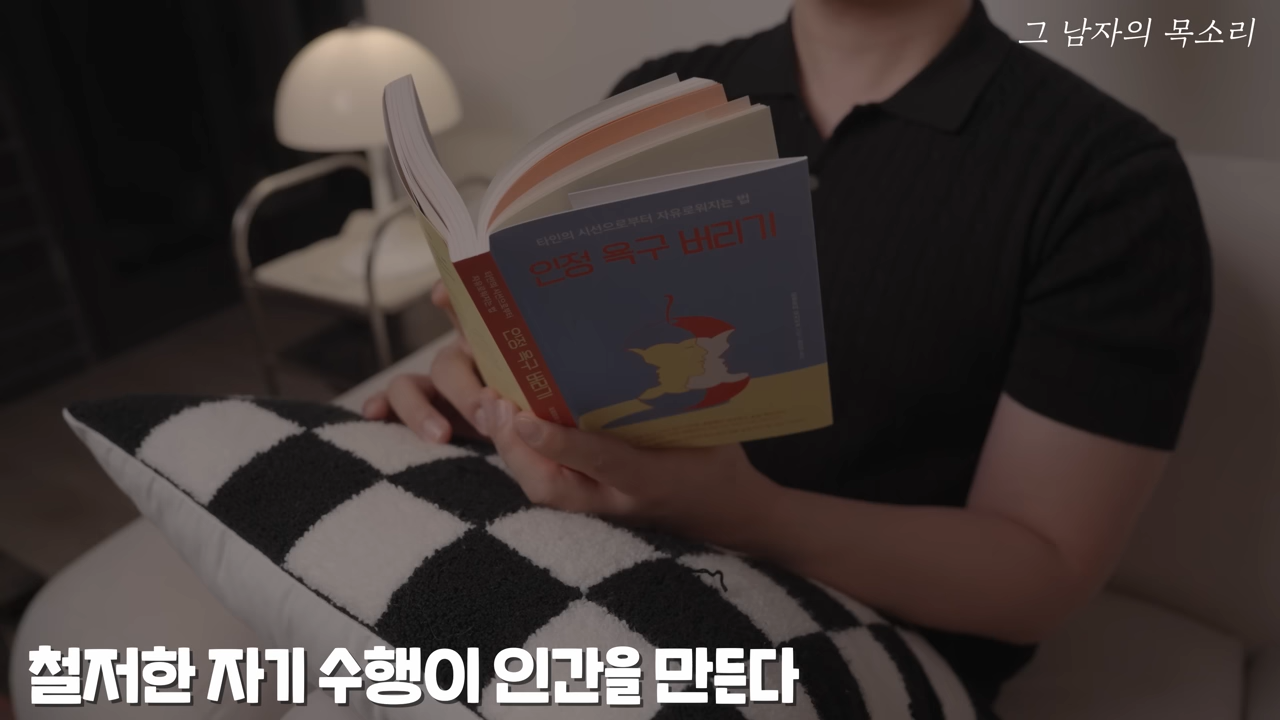 그 남자의 목소리
타인의 시선으로부터 자유로워지는 법
인정 욕구 버리기
인정 욕구 버리기
철저한 자기 수행이 인간을 만든다